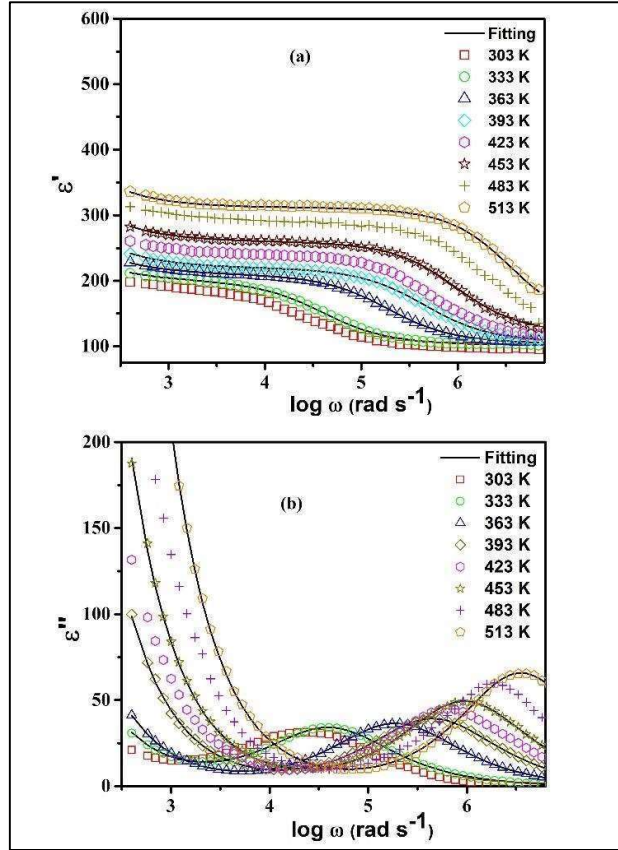 600
500
400
300
200
100
ε'
(a)
Fitting
303 K
333 K
363 K
393 K
423 K
453 K
483 K
513 K
3
4
5
6
log ω (rad s⁻¹)
200
150
100
50
0
ε''
(b)
Fitting
303 K
333 K
363 K
393 K
423 K
453 K
483 K
513 K
3
4
5
6
log ω (rad s⁻¹)